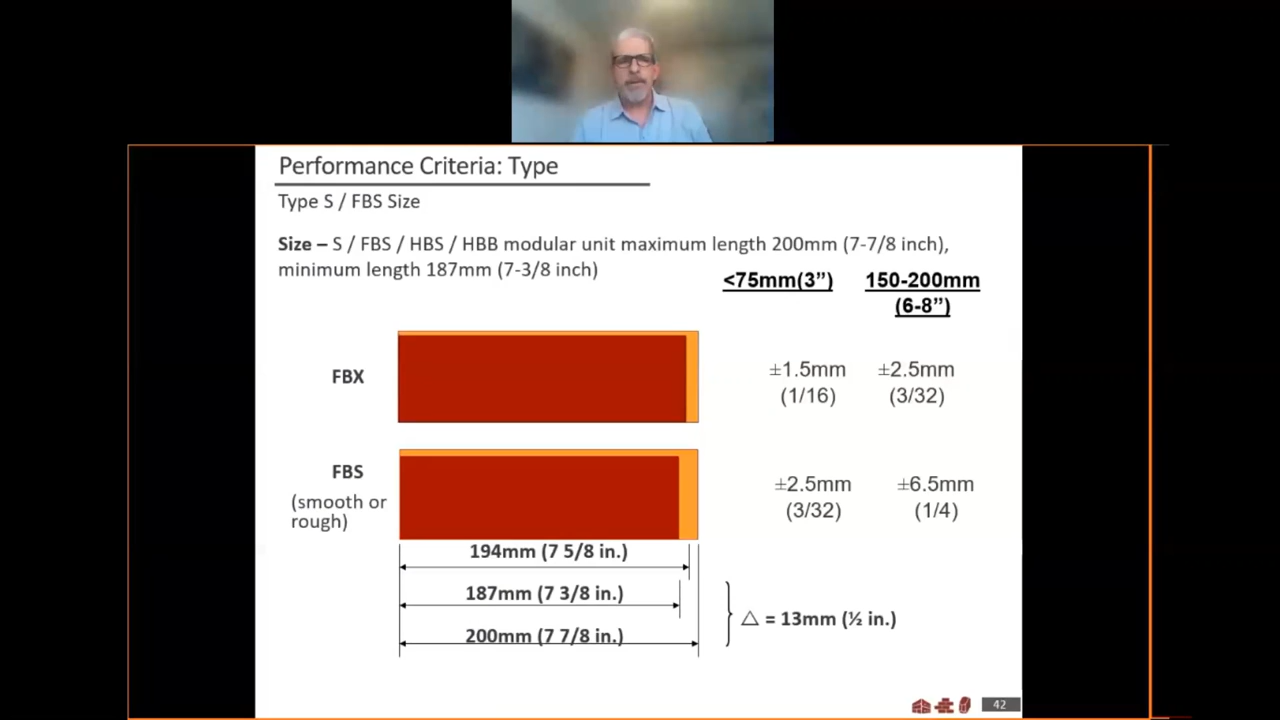 Performance Criteria: Type
Type S / FBS Size
Size – S / FBS / HBS / HBB modular unit maximum length 200mm (7-7/8 inch),
minimum length 187mm (7-3/8 inch)
<75mm(3”)
150-200mm
(6-8”)
FBX
±1.5mm
(1/16)
±2.5mm
(3/32)
FBS
(smooth or
rough)
±2.5mm
(3/32)
±6.5mm
(1/4)
194mm (7 5/8 in.)
187mm (7 3/8 in.)
200mm (7 7/8 in.)
△ = 13mm (½ in.)
42